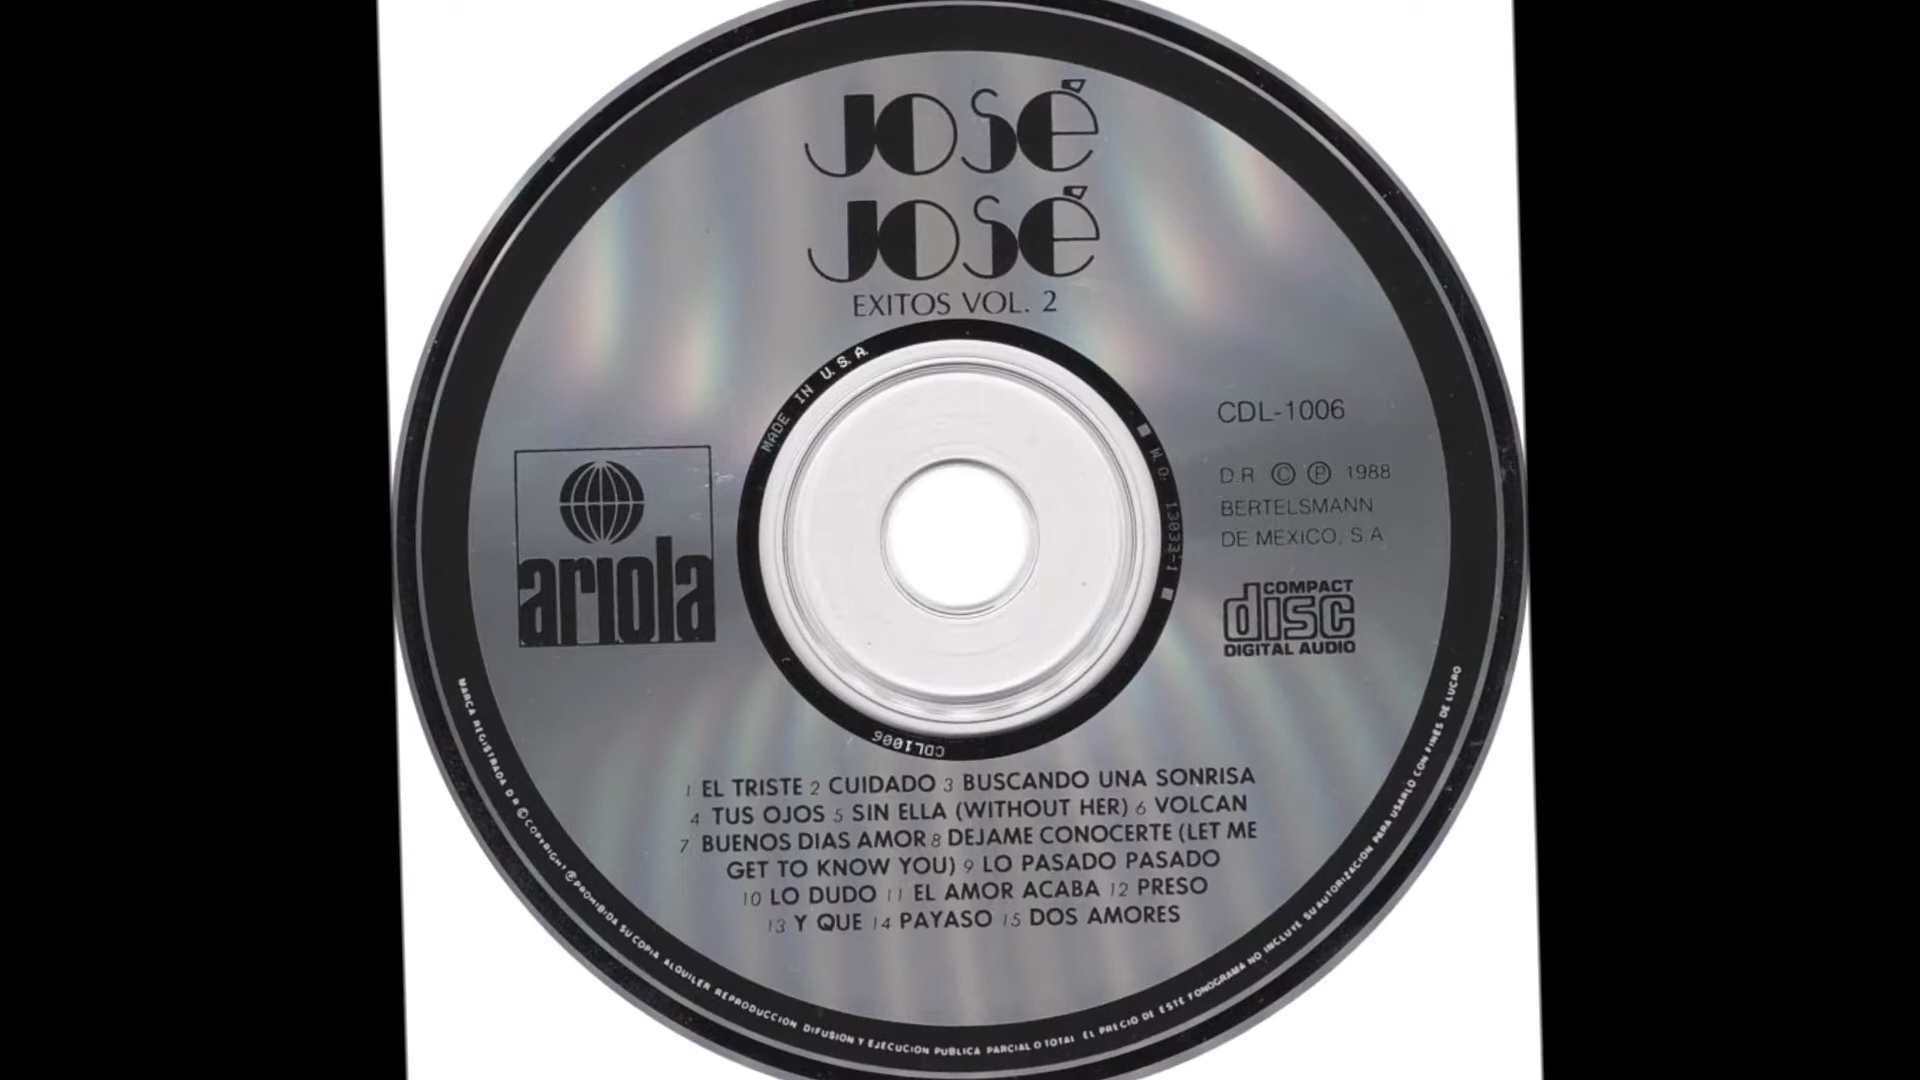 JOSÉ
JOSÉ
EXITOS VOL. 2
MADE IN U.S.A.
W.O. 13033-1
CDL-1006
D.R. © ℗ 1988
BERTELSMANN
DE MEXICO, S.A
ariola
COMPACT
disc
DIGITAL AUDIO
CDL1006
1 EL TRISTE 2 CUIDADO 3 BUSCANDO UNA SONRISA
4 TUS OJOS 5 SIN ELLA (WITHOUT HER) 6 VOLCAN
7 BUENOS DIAS AMOR 8 DEJAME CONOCERTE (LET ME
GET TO KNOW YOU) 9 LO PASADO PASADO
10 LO DUDO 11 EL AMOR ACABA 12 PRESO
13 Y QUE 14 PAYASO 15 DOS AMORES
MARCA REGISTRADA D R © COPYRIGHT ℗ PROHIBIDA SU COPIA ALQUILER REPRODUCCION DIFUSION Y EJECUCION PUBLICA PARCIAL O TOTAL EL PRECIO DE ESTE FONOGRAMA NO INCLUYE SU AUTORIZACION PARA USARLO CON FINES DE LUCRO